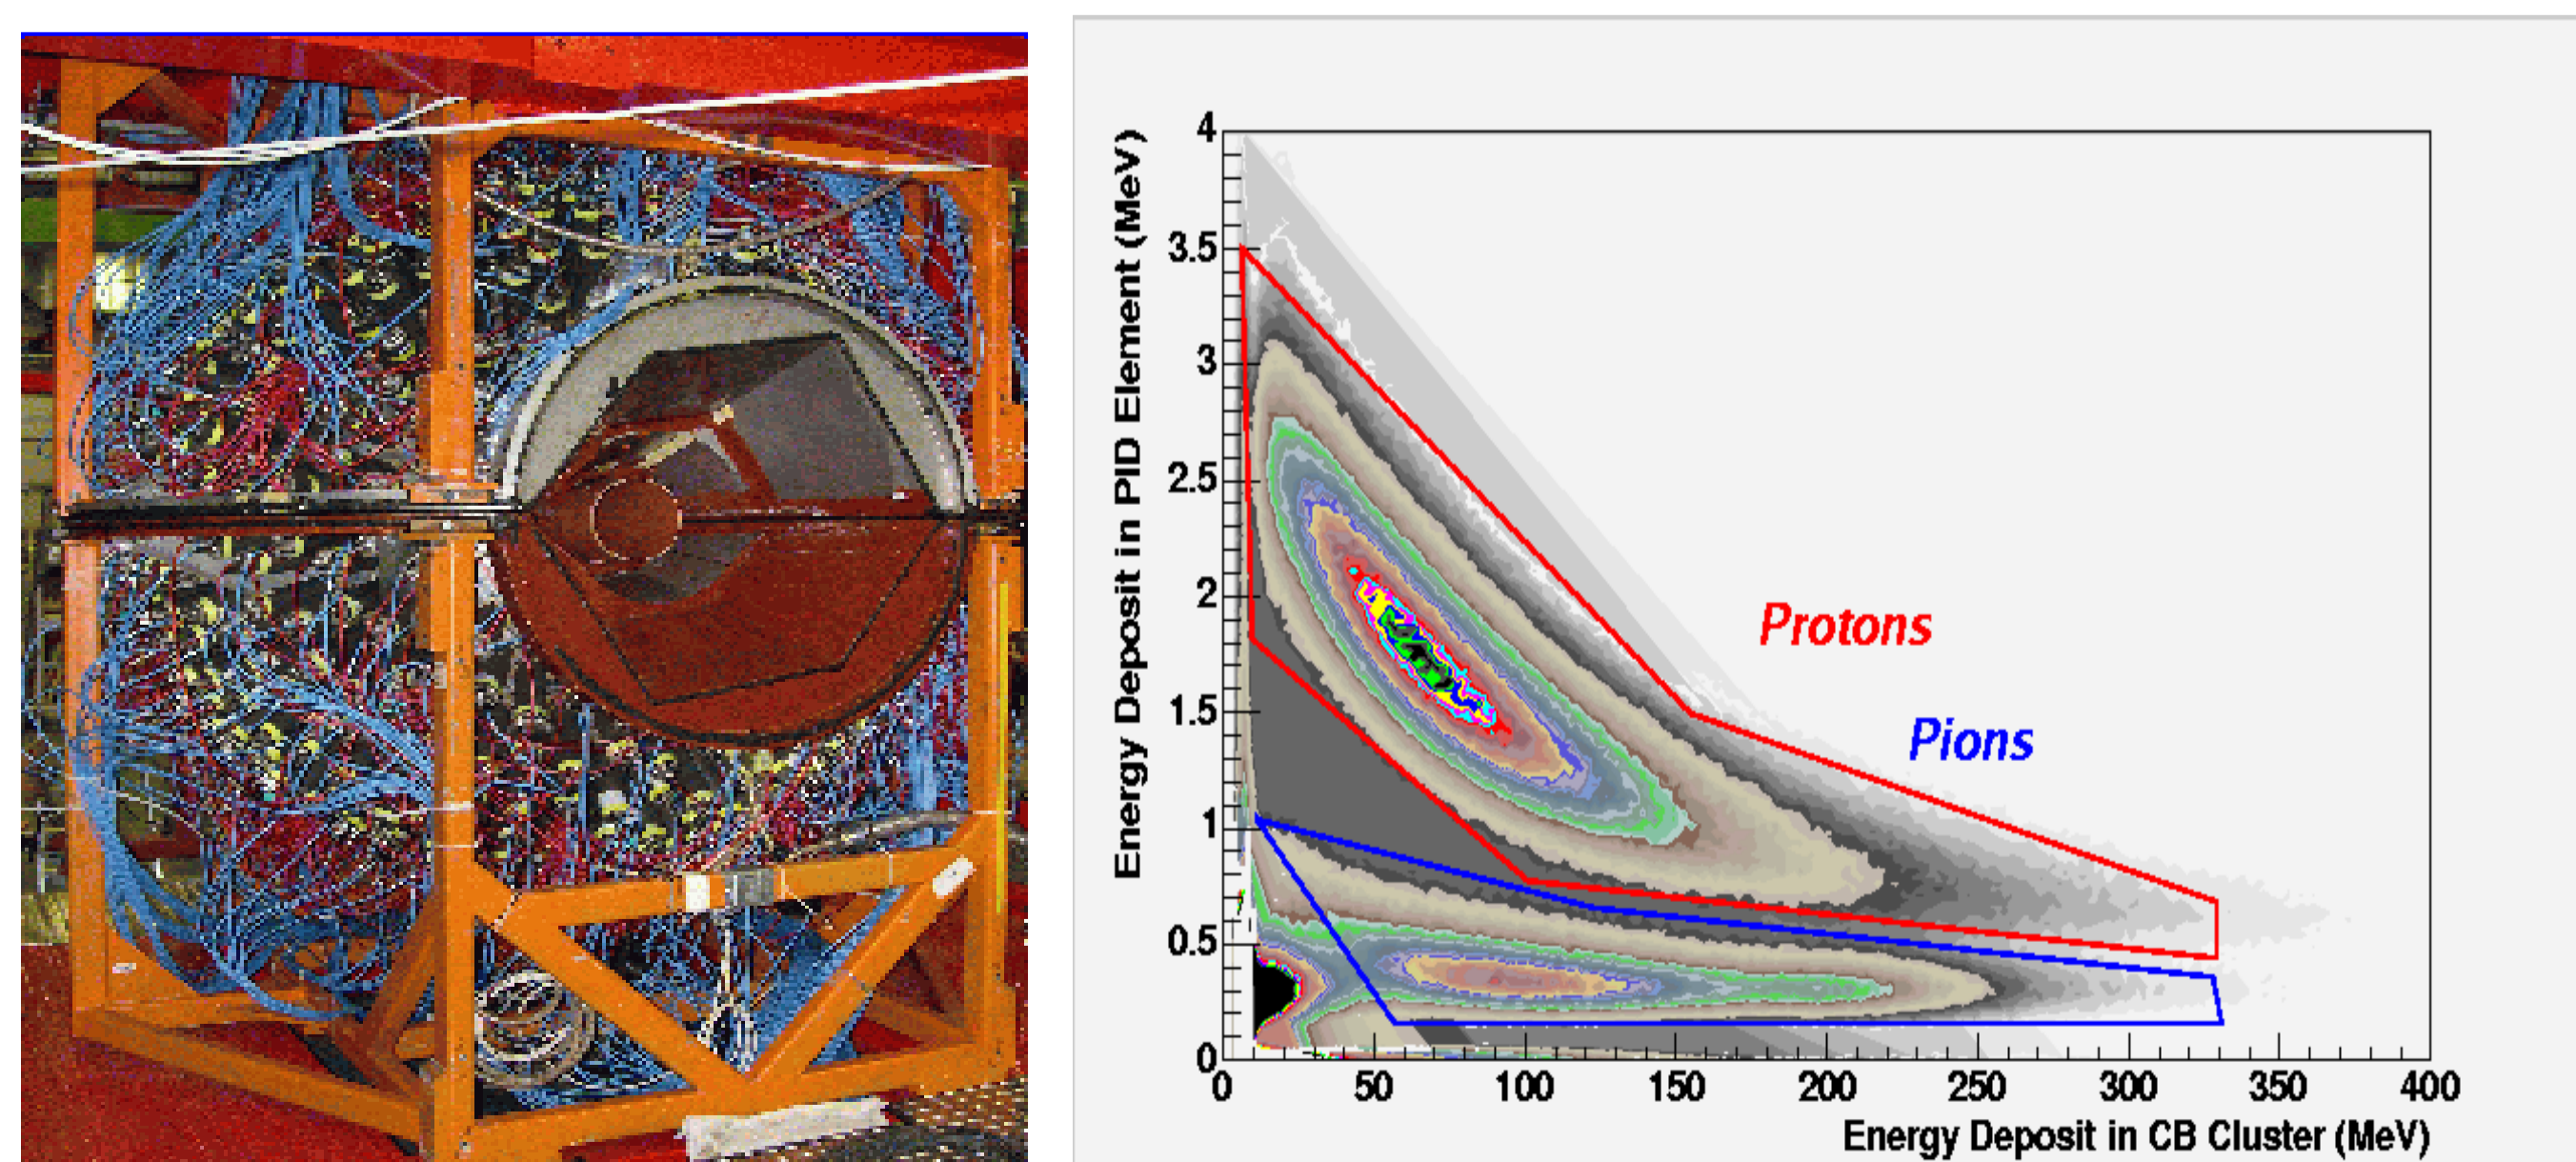 Energy Deposit in PID Element (MeV)
4
3.5
3
2.5
2
1.5
1
0.5
0
Protons
Pions
0 50 100 150 200 250 300 350 400
Energy Deposit in CB Cluster (MeV)